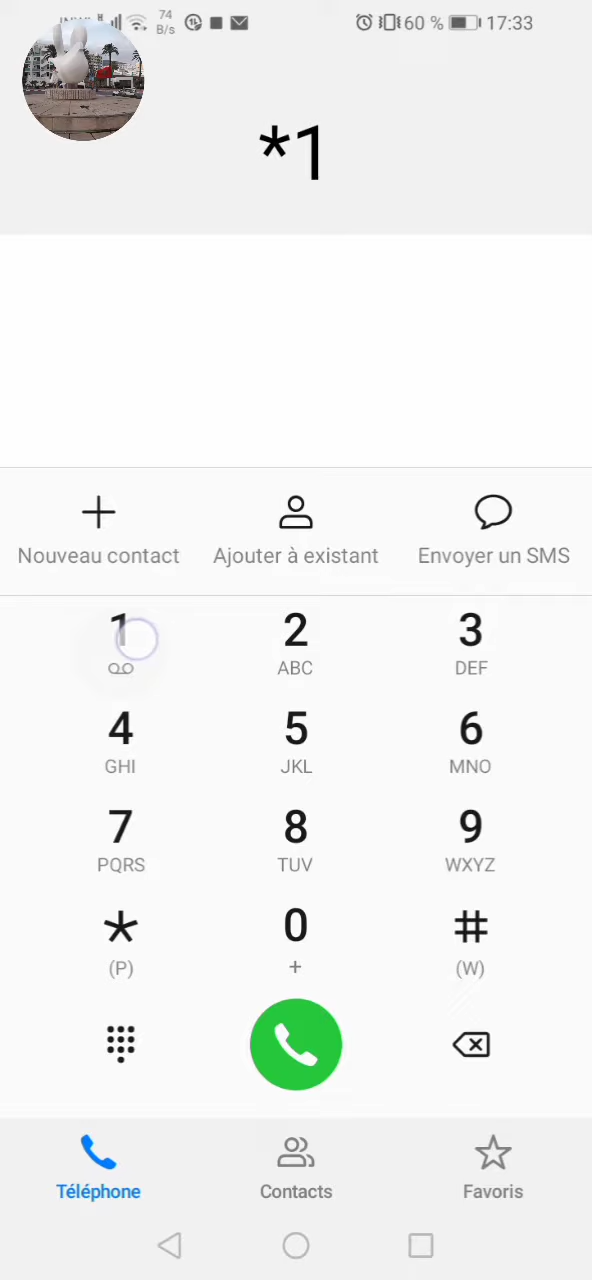 74
B/s
60 %
17:33
*1
Nouveau contact
Ajouter à existant
Envoyer un SMS
1
2
3
ABC
DEF
4
5
6
GHI
JKL
MNO
7
8
9
PQRS
TUV
WXYZ
*
0
#
(P)
+
(W)
Téléphone
Contacts
Favoris